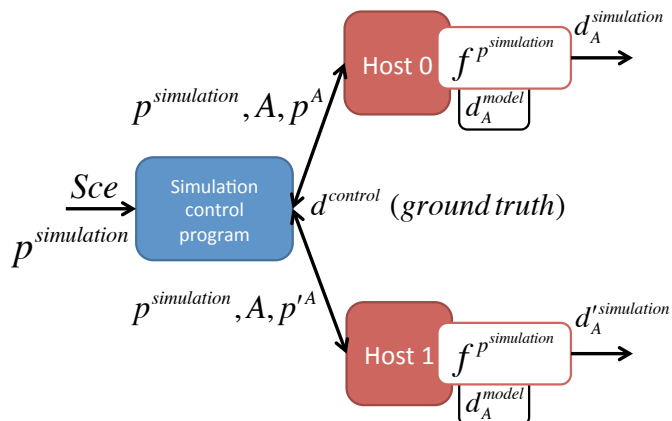 d_A^{simulation}
Host 0
f^{p^{simulation}}
d_A^{model}
p^{simulation}, A, p^A
Sce
p^{simulation}
Simulation
control
program
d^{control} (ground truth)
p^{simulation}, A, p'^A
d'_A^{simulation}
Host 1
f^{p^{simulation}}
d_A^{model}